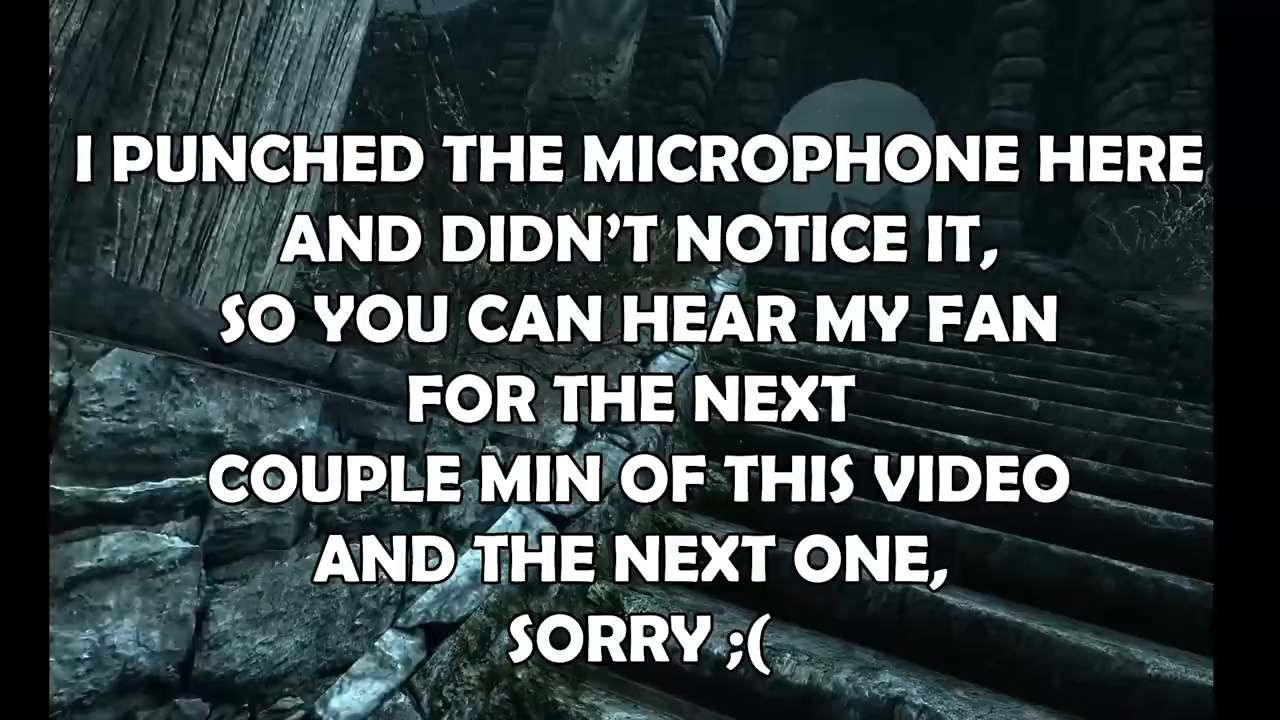 I PUNCHED THE MICROPHONE HERE
AND DIDN’T NOTICE IT,
SO YOU CAN HEAR MY FAN
FOR THE NEXT
COUPLE MIN OF THIS VIDEO
AND THE NEXT ONE,
SORRY ;(